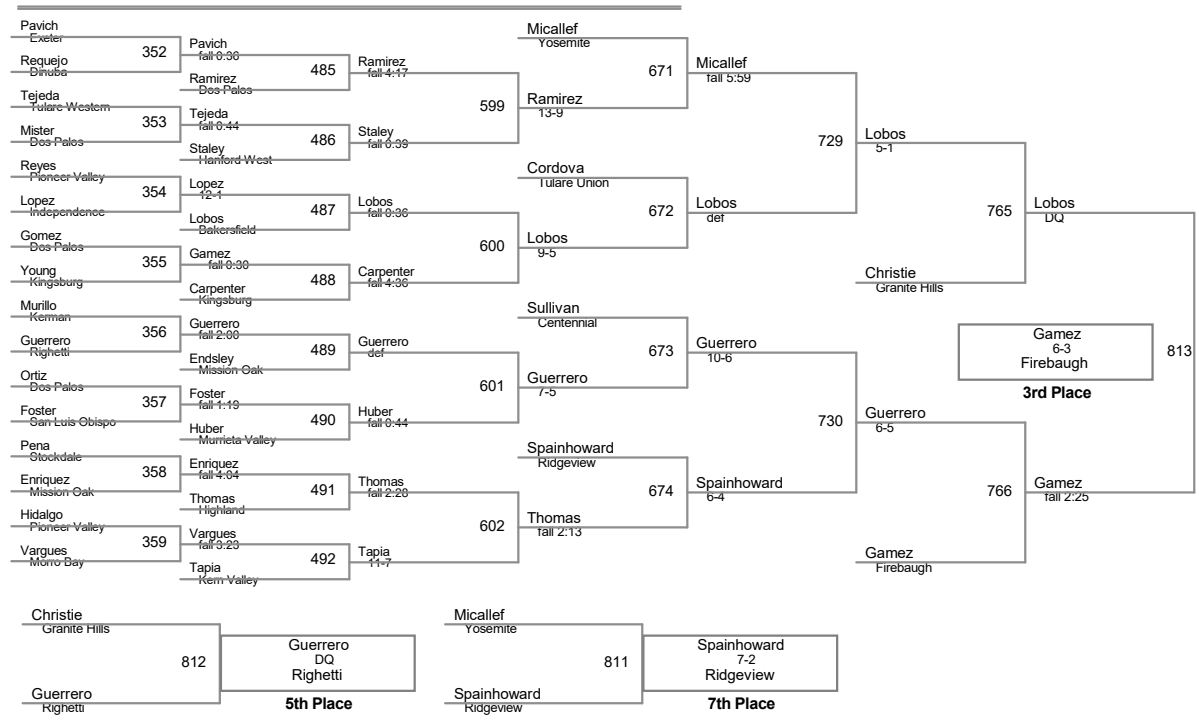 Pavich
Exeter
352
Requejo
Dinuba
Tejeda
Tulare Western
353
Mister
Dos Palos
Reyes
Pioneer Valley
354
Lopez
Independence
Gomez
Dos Palos
355
Young
Kingsburg
Murillo
Kerman
356
Guerrero
Righetti
Ortiz
Dos Palos
357
Foster
San Luis Obispo
Pena
Stockdale
358
Enriquez
Mission Oak
Hidalgo
Pioneer Valley
359
Vargues
Morro Bay
Pavich
fall 0:36
485
Ramirez
Dos Palos
Tejeda
fall 0:44
486
Staley
Hanford West
Lopez
12-1
487
Lobos
Bakersfield
Gamez
fall 0:30
488
Carpenter
Kingsburg
Guerrero
fall 2:00
489
Endsley
Mission Oak
Foster
fall 1:19
490
Huber
Murrieta Valley
Enriquez
fall 4:04
491
Thomas
Highland
Vargues
fall 3:23
492
Tapia
Kern Valley
Ramirez
fall 4:17
599
Staley
fall 0:39
Lobos
fall 0:36
600
Carpenter
fall 4:36
Guerrero
def
601
Huber
fall 0:44
Thomas
fall 2:28
602
Tapia
11-7
Micallef
Yosemite
671
Ramirez
13-9
Cordova
Tulare Union
672
Lobos
9-5
Sullivan
Centennial
673
Guerrero
7-5
Spainhoward
Ridgeview
674
Thomas
fall 2:13
Micallef
fall 5:59
729
Lobos
def
Guerrero
10-6
730
Spainhoward
6-4
Lobos
5-1
765
Christie
Granite Hills
Guerrero
6-5
766
Gamez
Firebaugh
Lobos
DQ
813
Gamez
fall 2:25
Gamez
6-3
Firebaugh
3rd Place
Christie
Granite Hills
812
Guerrero
Righetti
Guerrero
DQ
Righetti
5th Place
Micallef
Yosemite
811
Spainhoward
Ridgeview
Spainhoward
7-2
Ridgeview
7th Place